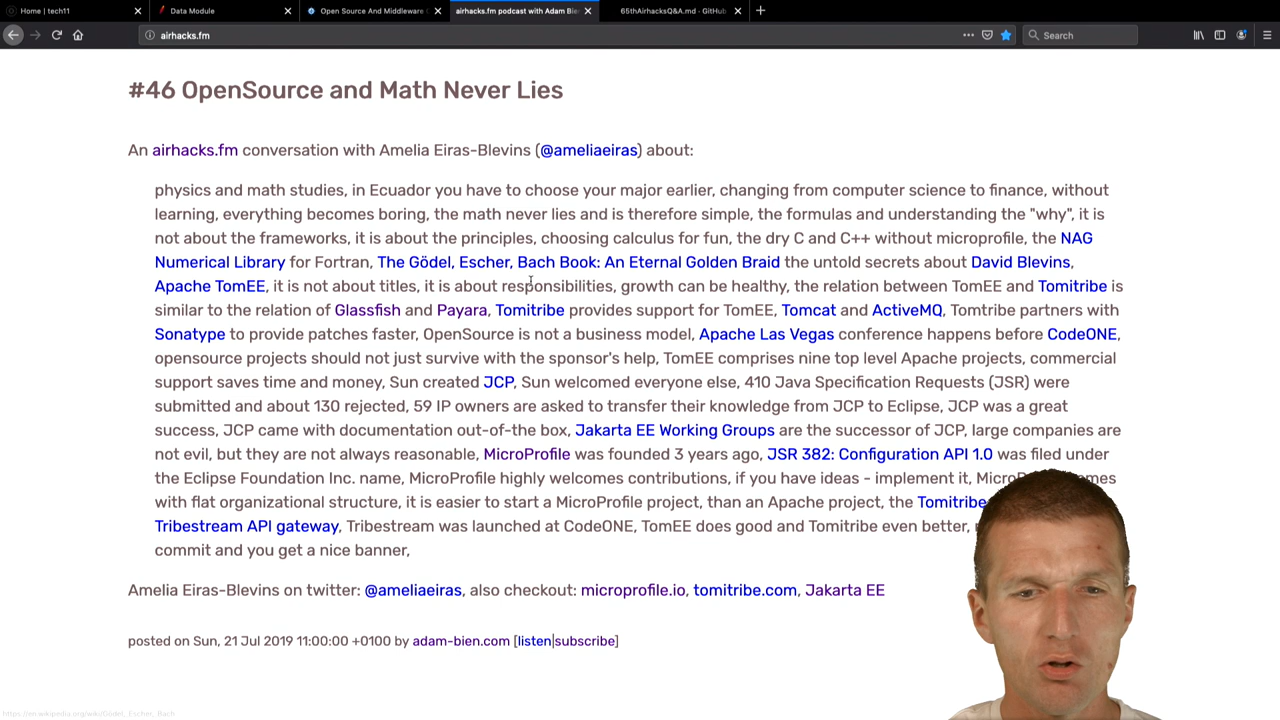 Home | tech11
Data Module
Open Source And Middleware
airhacks.fm podcast with Adam Bien
65thAirhacksQ&A.md · GitHub
airhacks.fm
Search
#46 OpenSource and Math Never Lies
An airhacks.fm conversation with Amelia Eiras-Blevins (@ameliaeiras) about:
physics and math studies, in Ecuador you have to choose your major earlier, changing from computer science to finance, without
learning, everything becomes boring, the math never lies and is therefore simple, the formulas and understanding the "why", it is
not about the frameworks, it is about the principles, choosing calculus for fun, the dry C and C++ without microprofile, the NAG
Numerical Library for Fortran, The Gödel, Escher, Bach Book: An Eternal Golden Braid the untold secrets about David Blevins,
Apache TomEE, it is not about titles, it is about responsibilities, growth can be healthy, the relation between TomEE and Tomitribe is
similar to the relation of Glassfish and Payara, Tomitribe provides support for TomEE, Tomcat and ActiveMQ, Tomtribe partners with
Sonatype to provide patches faster, OpenSource is not a business model, Apache Las Vegas conference happens before CodeONE,
opensource projects should not just survive with the sponsor's help, TomEE comprises nine top level Apache projects, commercial
support saves time and money, Sun created JCP, Sun welcomed everyone else, 410 Java Specification Requests (JSR) were
submitted and about 130 rejected, 59 IP owners are asked to transfer their knowledge from JCP to Eclipse, JCP was a great
success, JCP came with documentation out-of-the box, Jakarta EE Working Groups are the successor of JCP, large companies are
not evil, but they are not always reasonable, MicroProfile was founded 3 years ago, JSR 382: Configuration API 1.0 was filed under
the Eclipse Foundation Inc. name, MicroProfile highly welcomes contributions, if you have ideas - implement it, MicroP mes
with flat organizational structure, it is easier to start a MicroProfile project, than an Apache project, the Tomitribe
Tribestream API gateway, Tribestream was launched at CodeONE, TomEE does good and Tomitribe even better,
commit and you get a nice banner,
Amelia Eiras-Blevins on twitter: @ameliaeiras, also checkout: microprofile.io, tomitribe.com, Jakarta EE
posted on Sun, 21 Jul 2019 11:00:00 +0100 by adam-bien.com [listen|subscribe]
https://en.wikipedia.org/wiki/Gödel,_Escher,_Bach